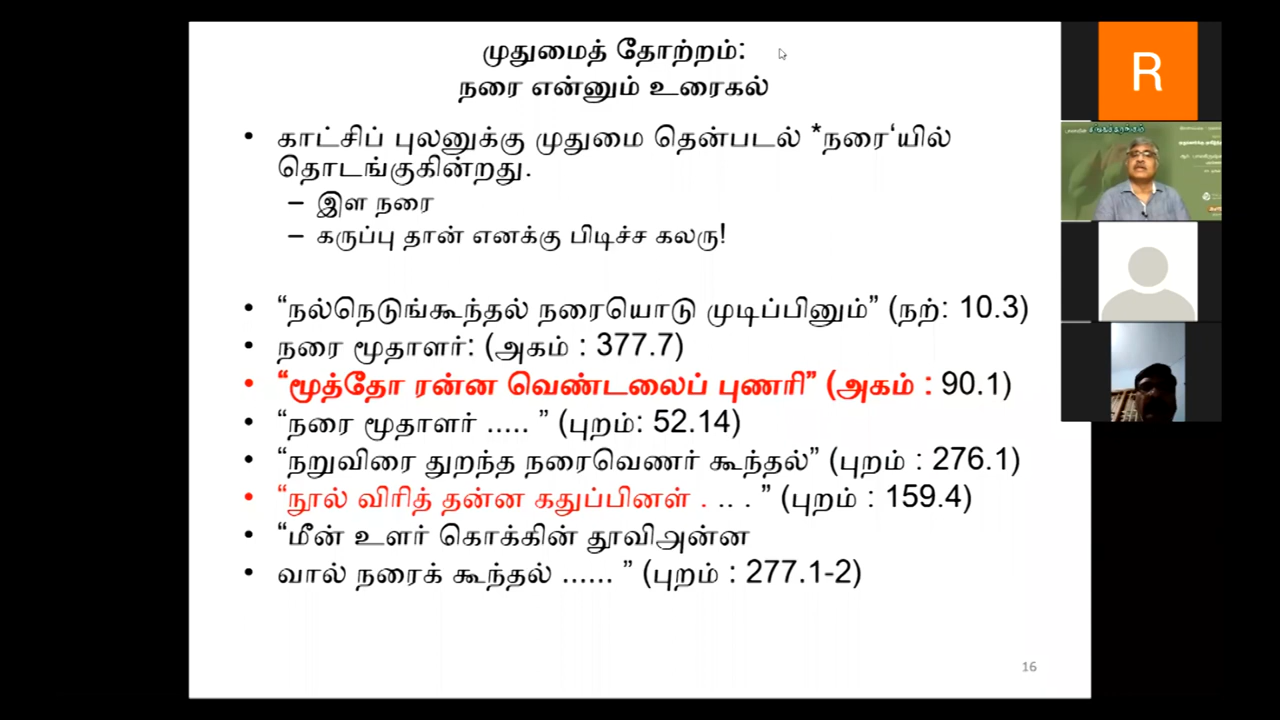 முதுமைத் தோற்றம்:
நரை என்னும் உரைகல்
• காட்சிப் புலனுக்கு முதுமை தென்படல் *நரை‘யில்
தொடங்குகின்றது.
– இள நரை
– கருப்பு தான் எனக்கு பிடிச்ச கலரு!
• “நல்நெடுங்கூந்தல் நரையொடு முடிப்பினும்” (நற்: 10.3)
• நரை மூதாளர்: (அகம் : 377.7)
• “மூத்தோ ரன்ன வெண்டலைப் புணரி” (அகம் : 90.1)
• “நரை மூதாளர் ..... ” (புறம்: 52.14)
• “நறுவிரை துறந்த நரைவெணர் கூந்தல்” (புறம் : 276.1)
• “நூல் விரித் தன்ன கதுப்பினள் . .. . ” (புறம் : 159.4)
• “மீன் உளர் கொக்கின் தூவிஅன்ன
• வால் நரைக் கூந்தல் ...... ” (புறம் : 277.1-2)
16
R